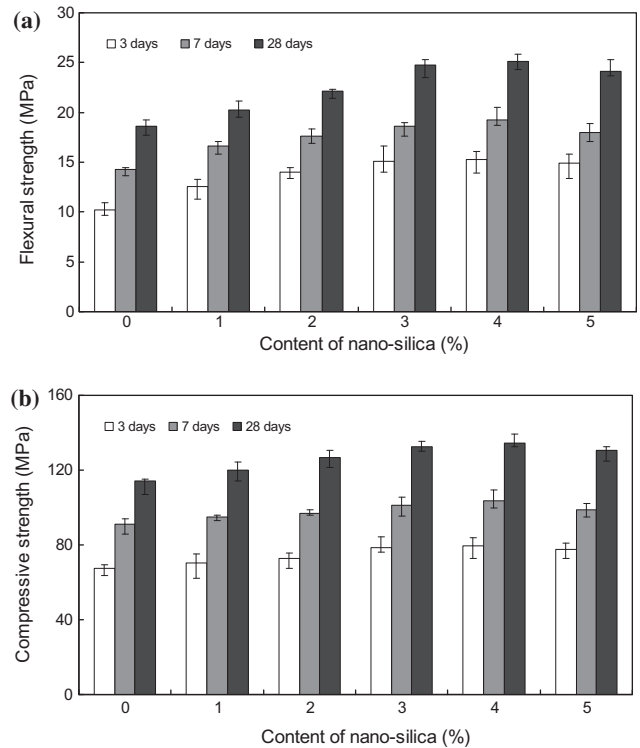 (a)
30
25
20
15
10
5
0
Flexural strength (MPa)
3 days 7 days 28 days
0 1 2 3 4 5
Content of nano-silica (%)
(b)
160
120
80
40
0
Compressive strength (MPa)
3 days 7 days 28 days
0 1 2 3 4 5
Content of nano-silica (%)